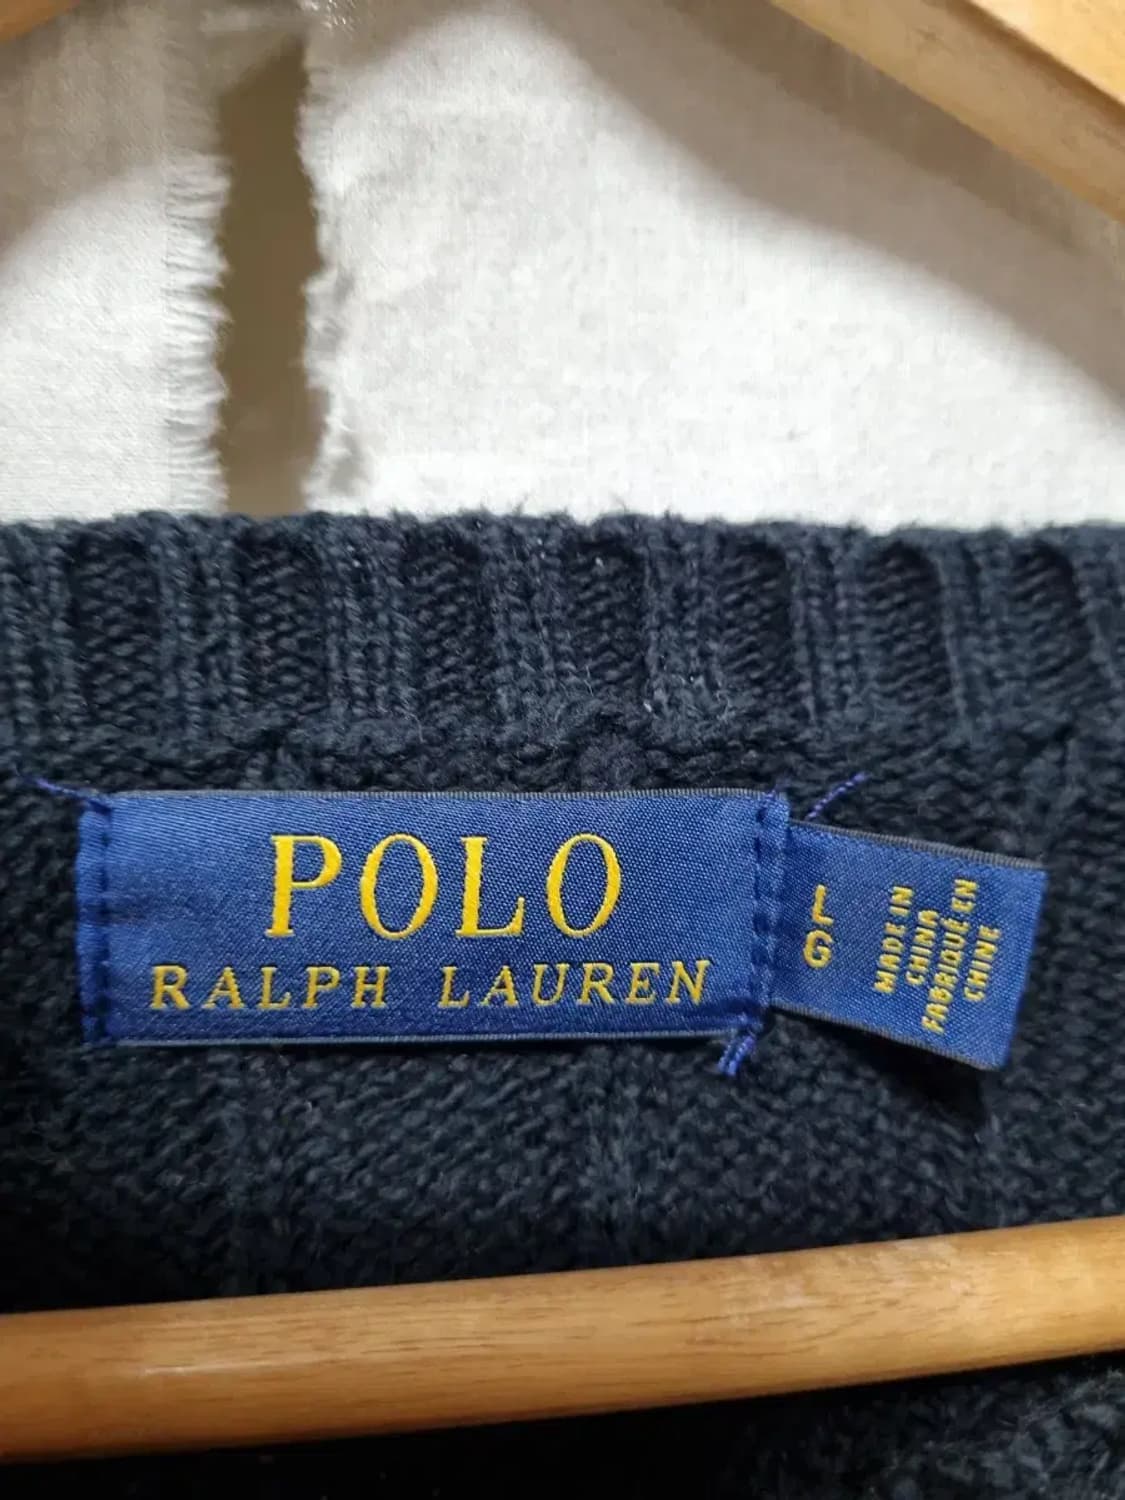 POLO
RALPH LAUREN
L
G
MADE IN
CHINA
FABRIQUÉ EN
CHINE